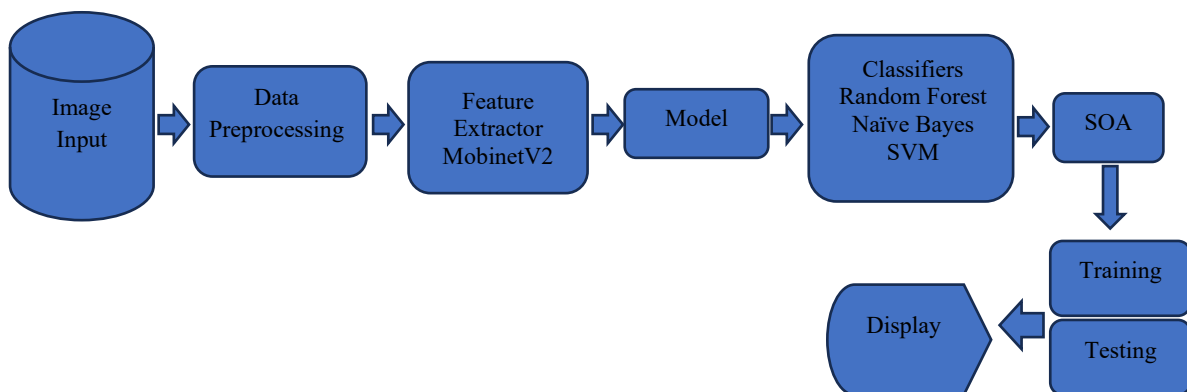 Image
Input
Data
Preprocessing
Feature
Extractor
MobinetV2
Model
Classifiers
Random Forest
Naïve Bayes
SVM
SOA
Training
Testing
Display